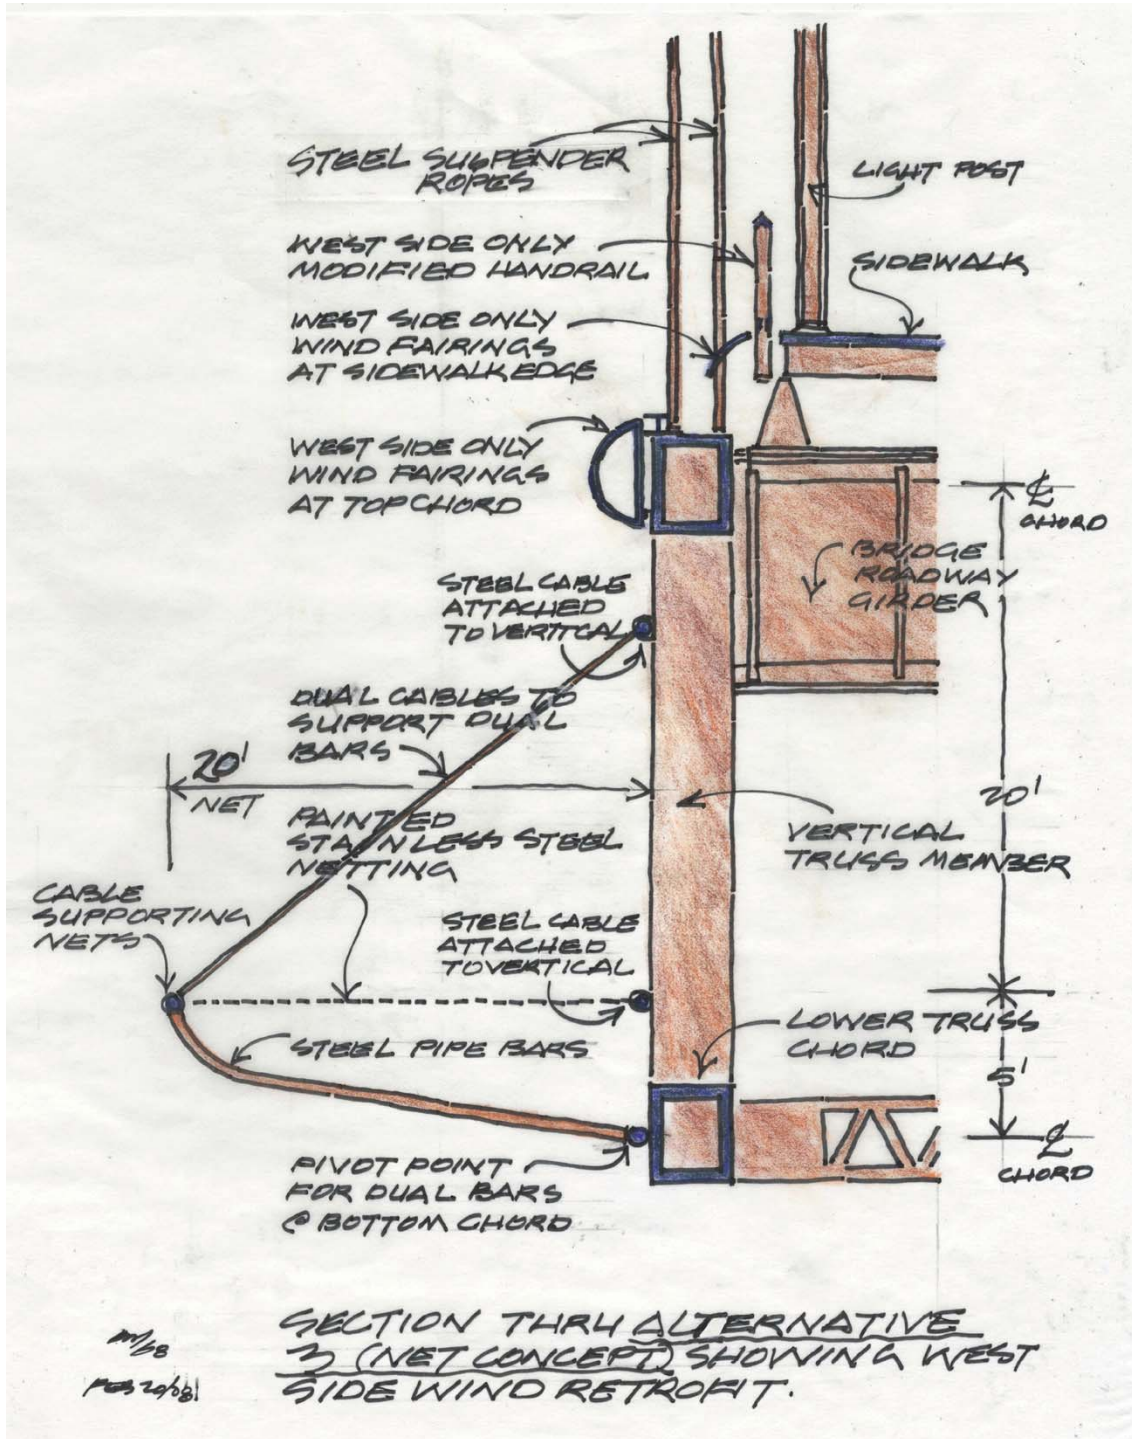 STEEL SUSPENDER
ROPES
LIGHT POST
WEST SIDE ONLY
MODIFIED HANDRAIL
SIDEWALK
WEST SIDE ONLY
WIND FAIRINGS
AT SIDEWALK EDGE
WEST SIDE ONLY
WIND FAIRINGS
AT TOP CHORD
℄
CHORD
BRIDGE
ROADWAY
GIRDER
STEEL CABLE
ATTACHED
TO VERTICAL
DUAL CABLES TO
SUPPORT DUAL
BARS
20'
NET
20'
PAINTED
STAINLESS STEEL
NETTING
VERTICAL
TRUSS MEMBER
CABLE
SUPPORTING
NETS
STEEL CABLE
ATTACHED
TO VERTICAL
STEEL PIPE BARS
LOWER TRUSS
CHORD
5'
℄
CHORD
PIVOT POINT
FOR DUAL BARS
@ BOTTOM CHORD
SECTION THRU ALTERNATIVE
3 (NET CONCEPT) SHOWING WEST
SIDE WIND RETROFIT.